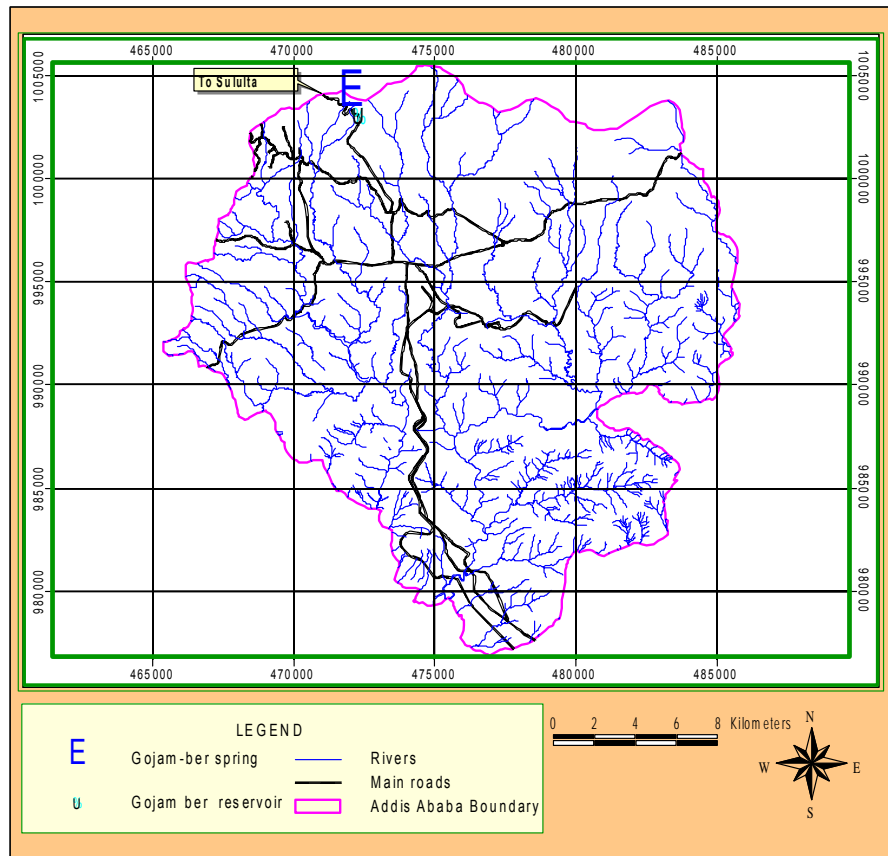 465000 470000 475000 480000 485000
1005000 1005000
To Sululta
E
U
1000000 1000000
995000 995000
990000 990000
985000 985000
980000 980000
465000 470000 475000 480000 485000
LEGEND
E Gojam-ber spring
Rivers
Main roads
U Gojam ber reservoir
Addis Ababa Boundary
0 2 4 6 8 Kilometers
N
W E
S